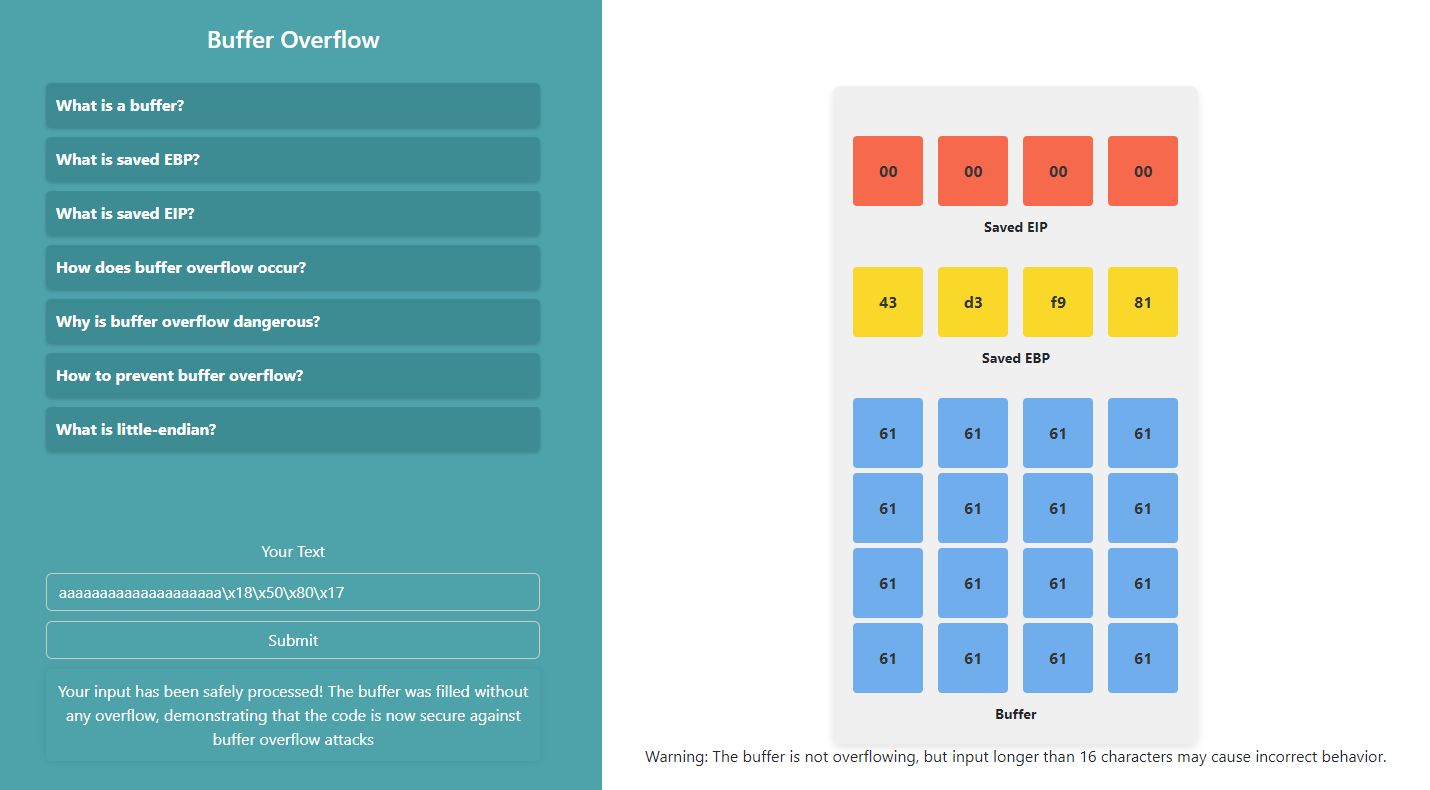 Buffer Overflow
What is a buffer?
What is saved EBP?
What is saved EIP?
How does buffer overflow occur?
Why is buffer overflow dangerous?
How to prevent buffer overflow?
What is little-endian?
Your Text
aaaaaaaaaaaaaaaaaaaa\x18\x50\x80\x17
Submit
Your input has been safely processed! The buffer was filled without
any overflow, demonstrating that the code is now secure against
buffer overflow attacks
00 00 00 00
Saved EIP
43 d3 f9 81
Saved EBP
61 61 61 61
61 61 61 61
61 61 61 61
61 61 61 61
Buffer
Warning: The buffer is not overflowing, but input longer than 16 characters may cause incorrect behavior.